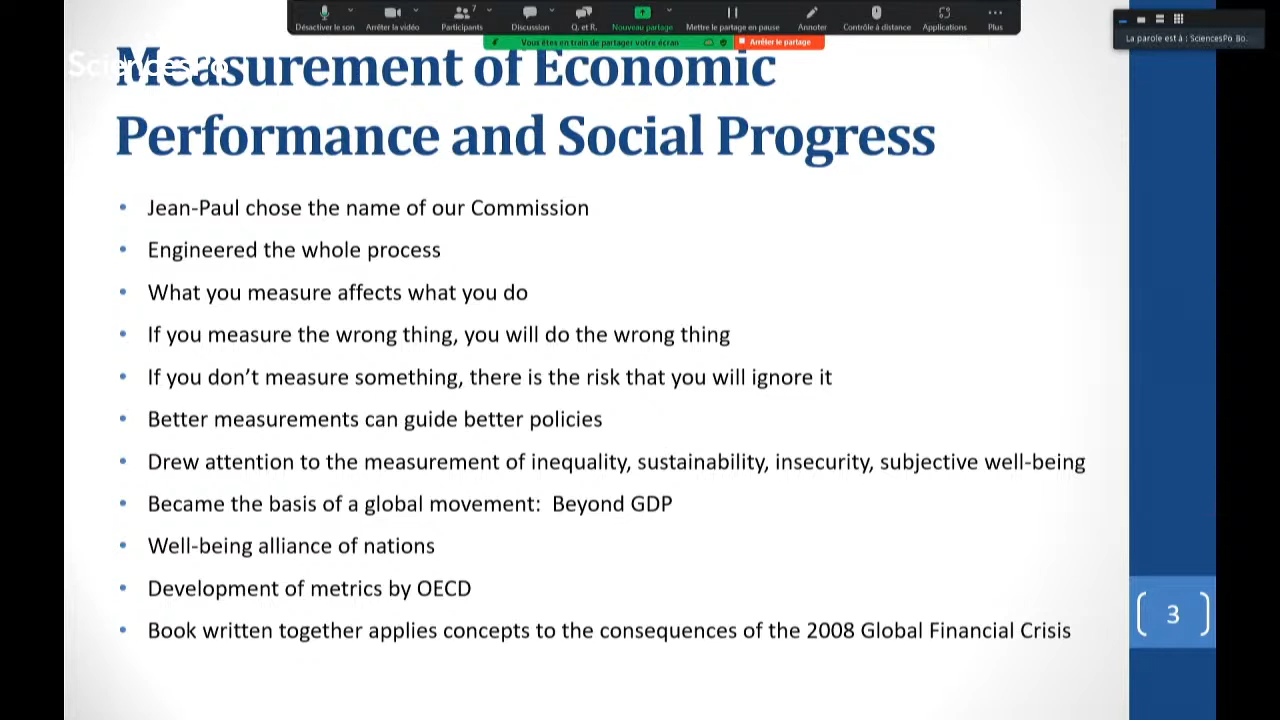 Désactiver le son
Arrêter la vidéo
Participants
7
Discussion
Q. et R.
Nouveau partage
Mettre le partage en pause
Annoter
Contrôle à distance
Applications
Plus
Vous êtes en train de partager votre écran
Arrêter le partage
La parole est à : SciencesPo Bo...
SciencesPo
Measurement of Economic
Performance and Social Progress
• Jean-Paul chose the name of our Commission
• Engineered the whole process
• What you measure affects what you do
• If you measure the wrong thing, you will do the wrong thing
• If you don’t measure something, there is the risk that you will ignore it
• Better measurements can guide better policies
• Drew attention to the measurement of inequality, sustainability, insecurity, subjective well-being
• Became the basis of a global movement:  Beyond GDP
• Well-being alliance of nations
• Development of metrics by OECD
• Book written together applies concepts to the consequences of the 2008 Global Financial Crisis
3